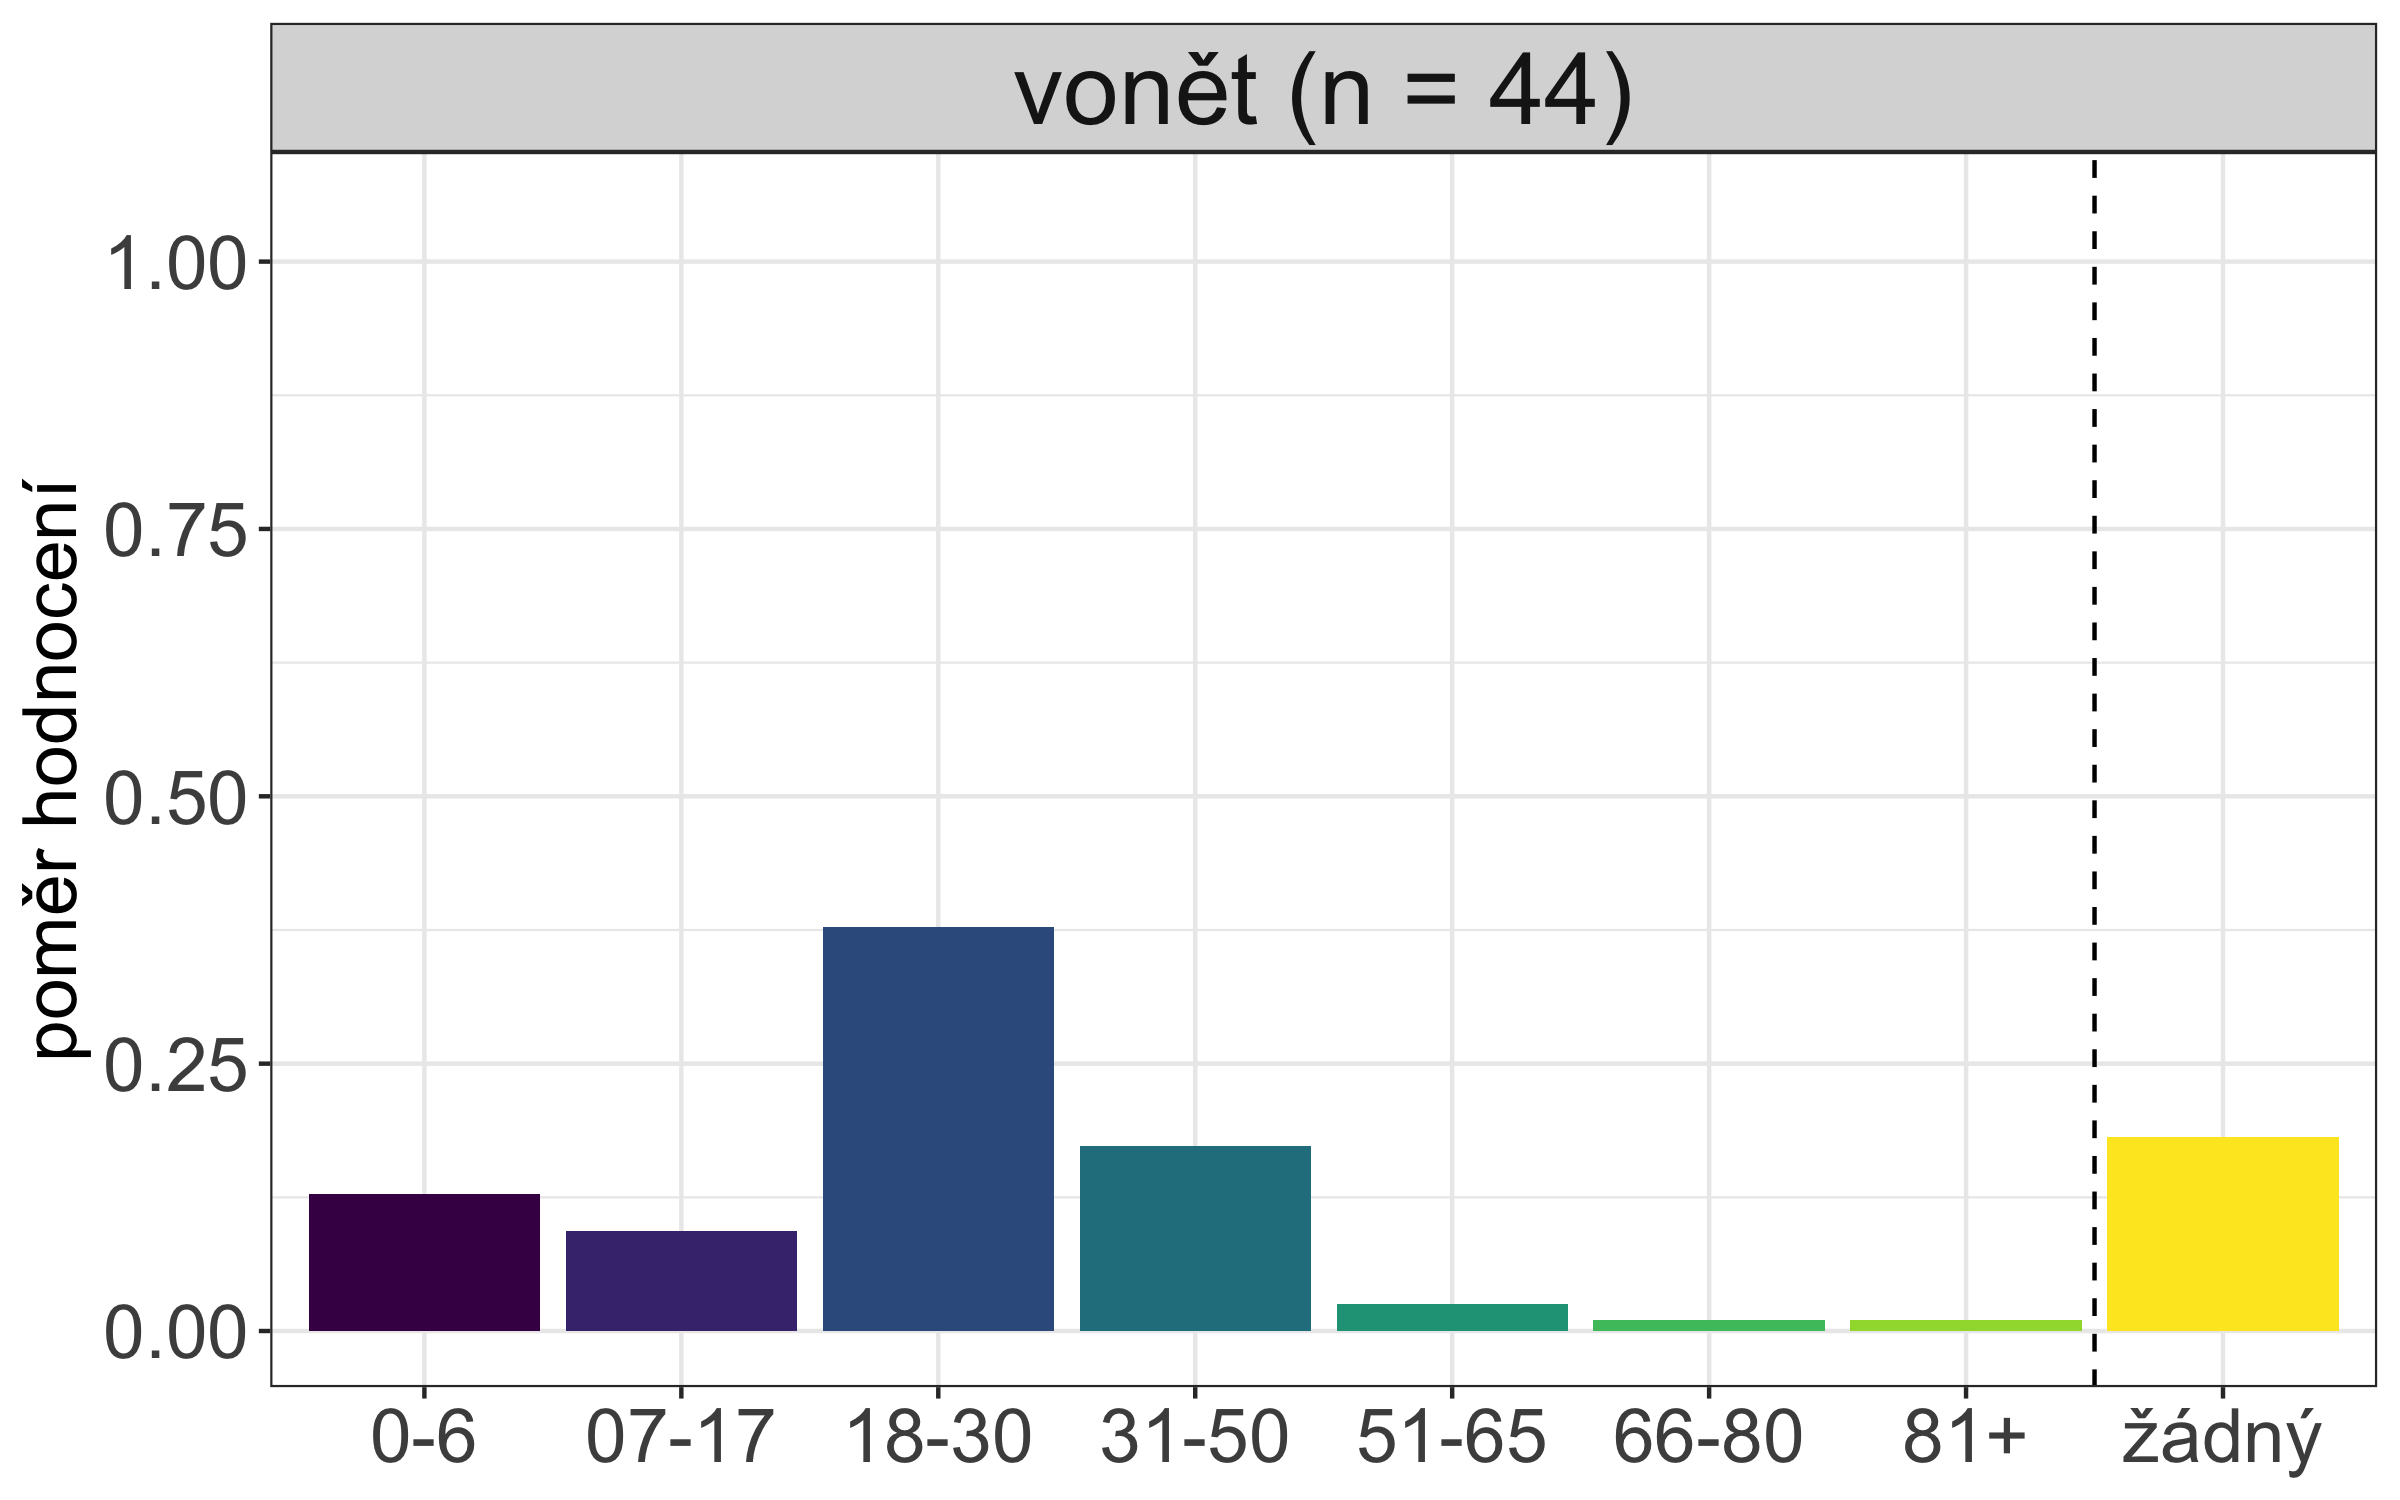 vonět (n = 44)
poměr hodnocení
1.00
0.75
0.50
0.25
0.00
0-6 07-17 18-30 31-50 51-65 66-80 81+ žádný